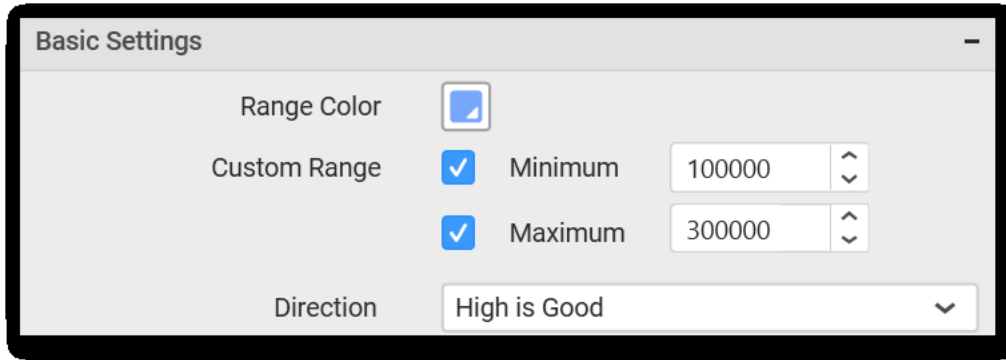 Basic Settings
Range Color
Custom Range Minimum 100000
Maximum 300000
Direction High is Good